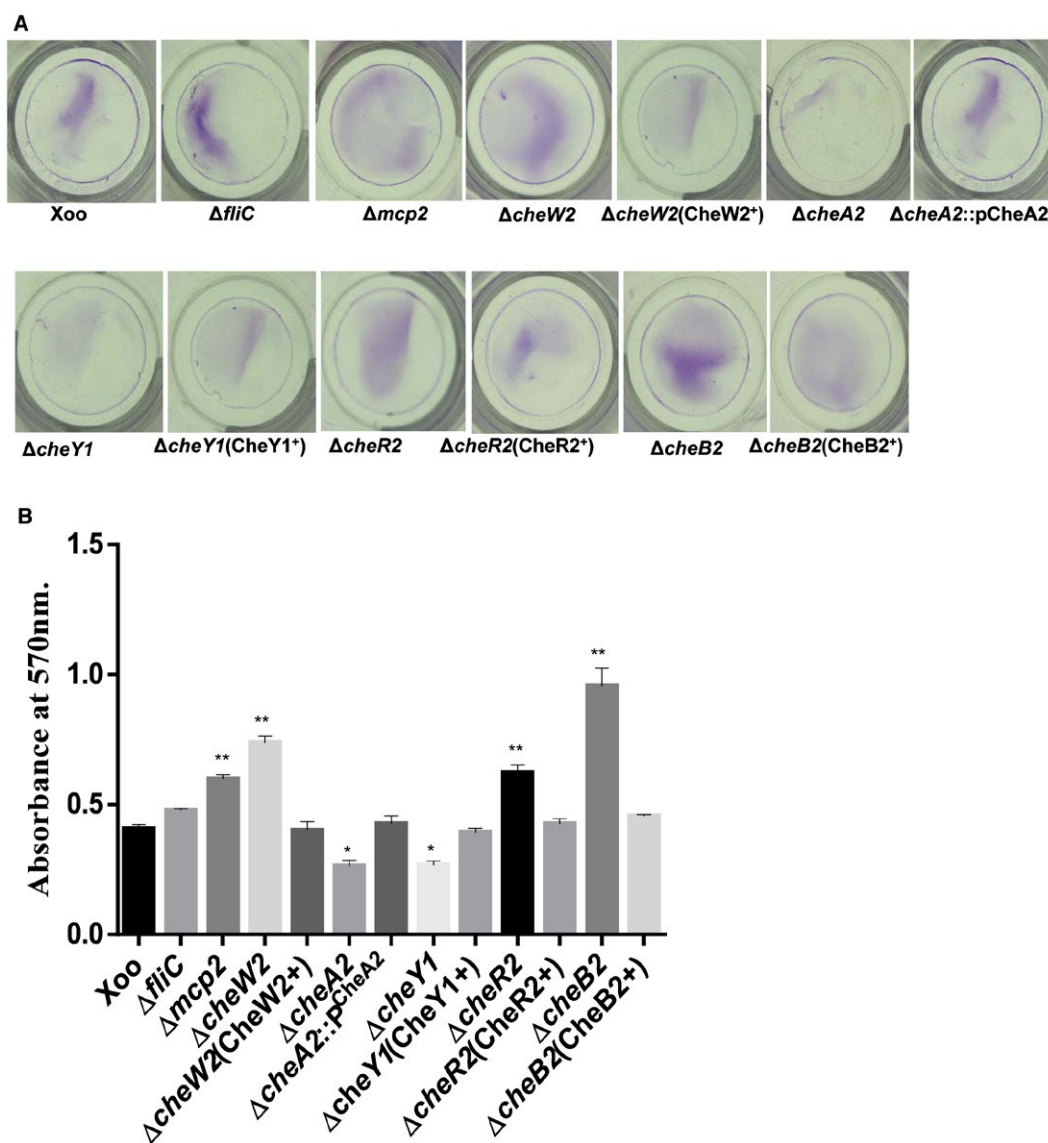 A
Xoo ΔfliC Δmcp2 ΔcheW2 ΔcheW2(CheW2⁺) ΔcheA2 ΔcheA2::pCheA2
ΔcheY1 ΔcheY1(CheY1⁺) ΔcheR2 ΔcheR2(CheR2⁺) ΔcheB2 ΔcheB2(CheB2⁺)
B
Absorbance at 570nm.
1.5
1.0
0.5
0.0
** ** * * ** **
Xoo
ΔfliC
Δmcp2
ΔcheW2
ΔcheW2(CheW2+)
ΔcheA2
ΔcheA2::pCheA2
ΔcheY1
ΔcheY1(CheY1+)
ΔcheR2
ΔcheR2(CheR2+)
ΔcheB2
ΔcheB2(CheB2+)